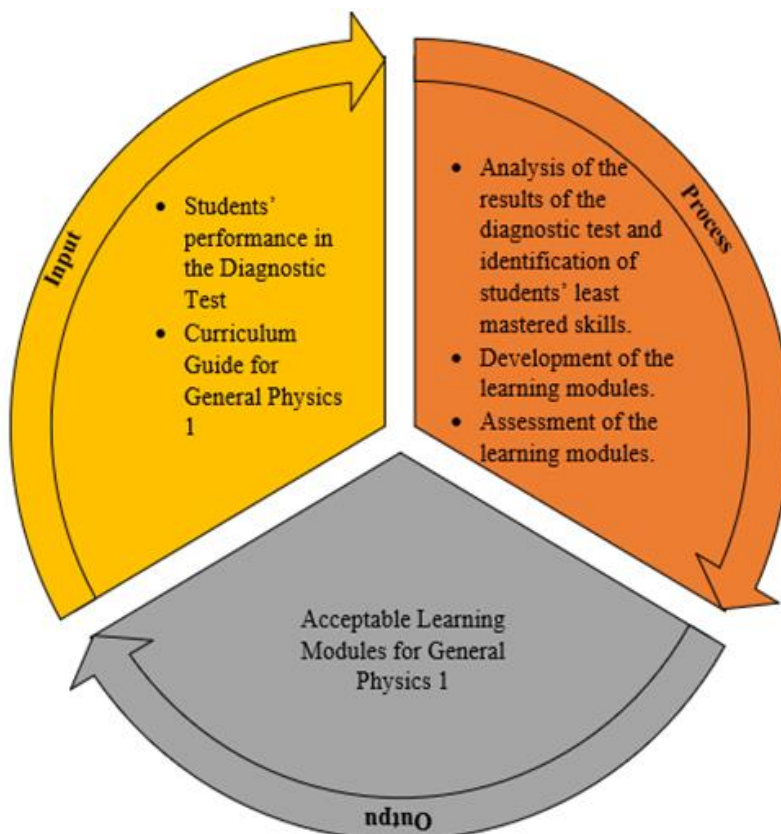 Input
• Students’
performance in
the Diagnostic
Test
• Curriculum
Guide for
General Physics
1
Process
• Analysis of the
results of the
diagnostic test and
identification of
students’ least
mastered skills.
• Development of the
learning modules.
• Assessment of the
learning modules.
Acceptable Learning
Modules for General
Physics 1
Outpu